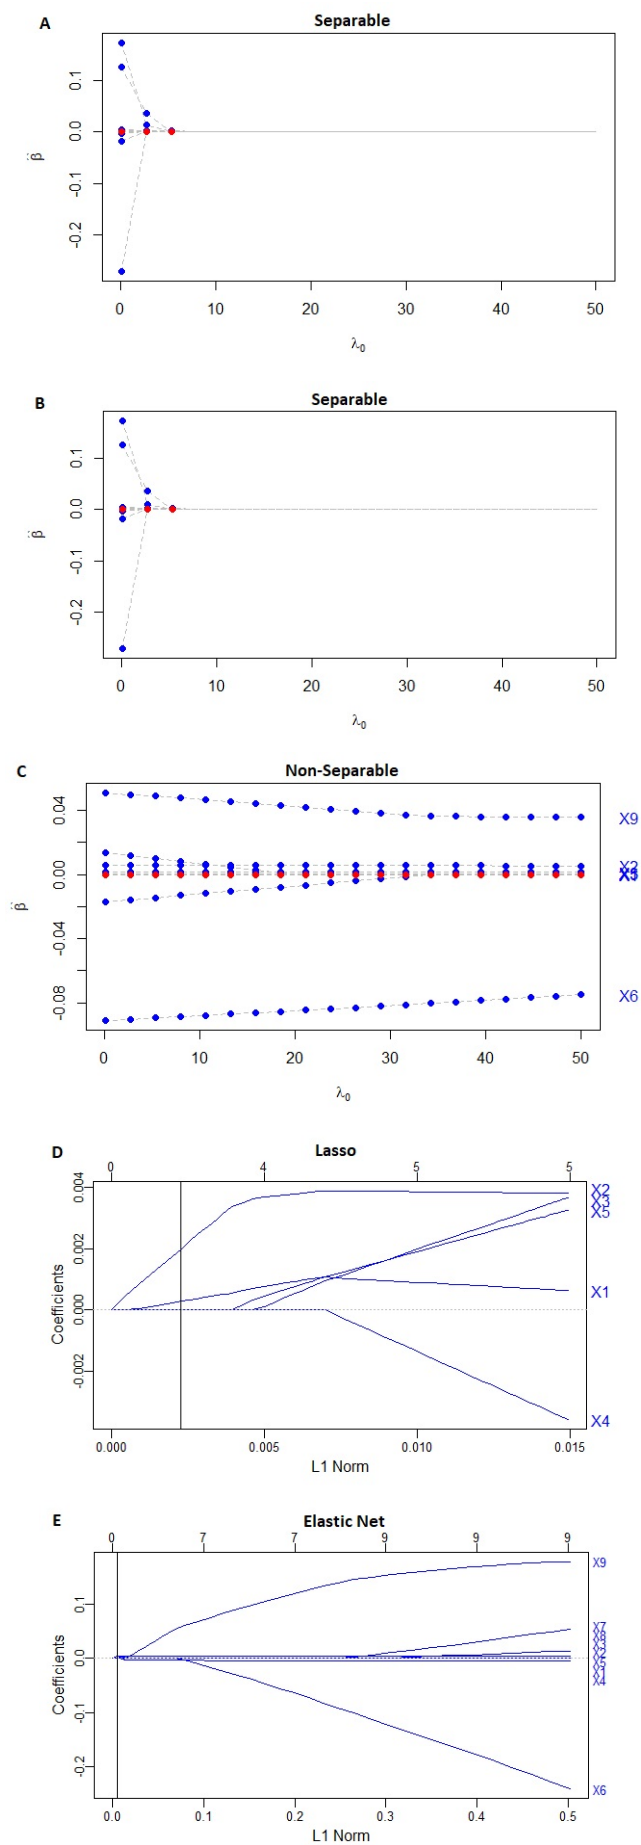 A
Separable
0.1
0.0
-0.1
-0.2
β̈
0 10 20 30 40 50
λ0
B
Separable
0.1
0.0
-0.1
-0.2
β̈
0 10 20 30 40 50
λ0
C
Non-Separable
0.04
0.00
-0.04
-0.08
β̈
X9
X2
X6
0 10 20 30 40 50
λ0
D
Lasso
0 4 5 5
0.004
0.002
0.000
-0.002
Coefficients
X2
X3
X5
X1
X4
0.000 0.005 0.010 0.015
L1 Norm
E
Elastic Net
0 7 7 9 9 9
0.1
0.0
-0.1
-0.2
Coefficients
X9
X7
X8
X3
X2
X5
X1
X4
X6
0.0 0.1 0.2 0.3 0.4 0.5
L1 Norm